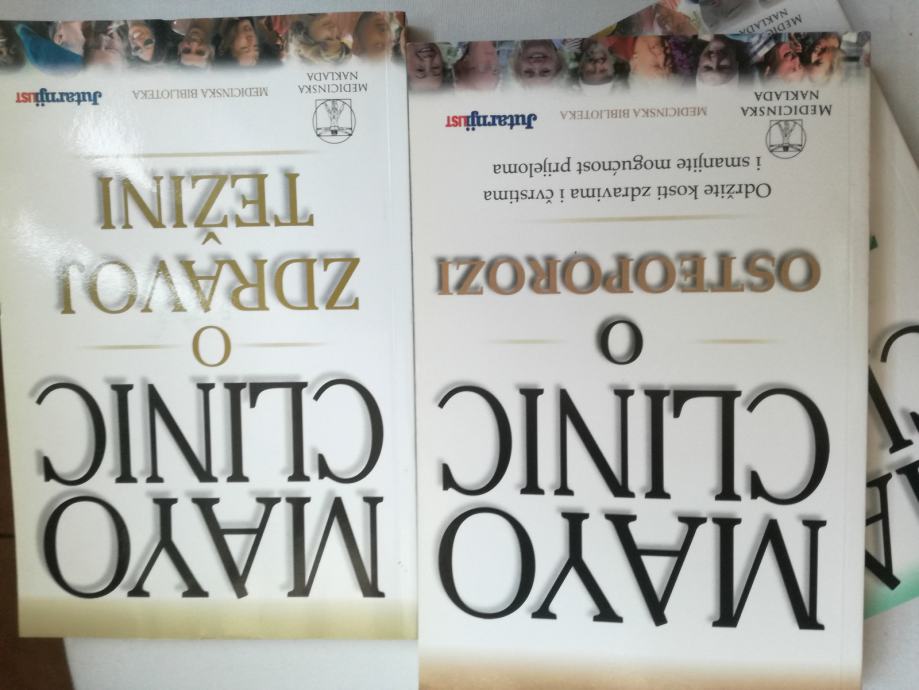 MAYO
CLINIC
O
OSTEOPOROZI
Održite kosti zdravima i čvrstima
i smanjite mogućnost prijeloma
MEDICINSKA
NAKLADA
MEDICINSKA BIBLIOTEKA
Jutarnji LIST
MAYO
CLINIC
O
ZDRAVOJ
TEŽINI
MEDICINSKA
NAKLADA
MEDICINSKA BIBLIOTEKA
Jutarnji LIST